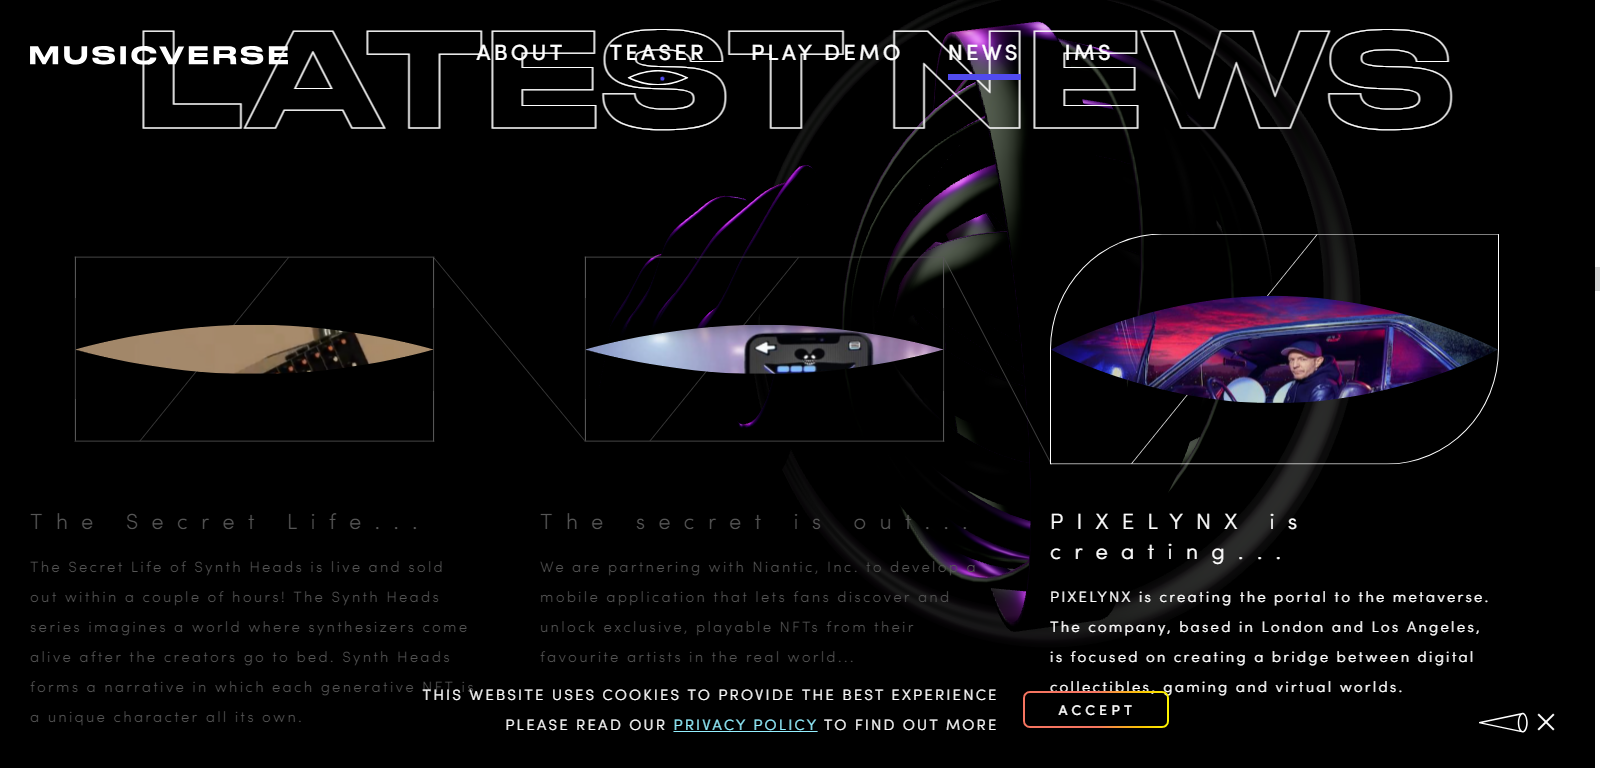 LATEST NEWS
MUSICVERSE
ABOUT
TEASER
PLAY DEMO
NEWS
IMS
The Secret Life...
The Secret Life of Synth Heads is live and sold
out within a couple of hours! The Synth Heads
series imagines a world where synthesizers come
alive after the creators go to bed. Synth Heads
forms a narrative in which each generative NFT is
a unique character all its own.
The secret is out...
We are partnering with Niantic, Inc. to develop a
mobile application that lets fans discover and
unlock exclusive, playable NFTs from their
favourite artists in the real world...
PIXELYNX is
creating...
PIXELYNX is creating the portal to the metaverse.
The company, based in London and Los Angeles,
is focused on creating a bridge between digital
collectibles, gaming and virtual worlds.
THIS WEBSITE USES COOKIES TO PROVIDE THE BEST EXPERIENCE
PLEASE READ OUR PRIVACY POLICY TO FIND OUT MORE
ACCEPT